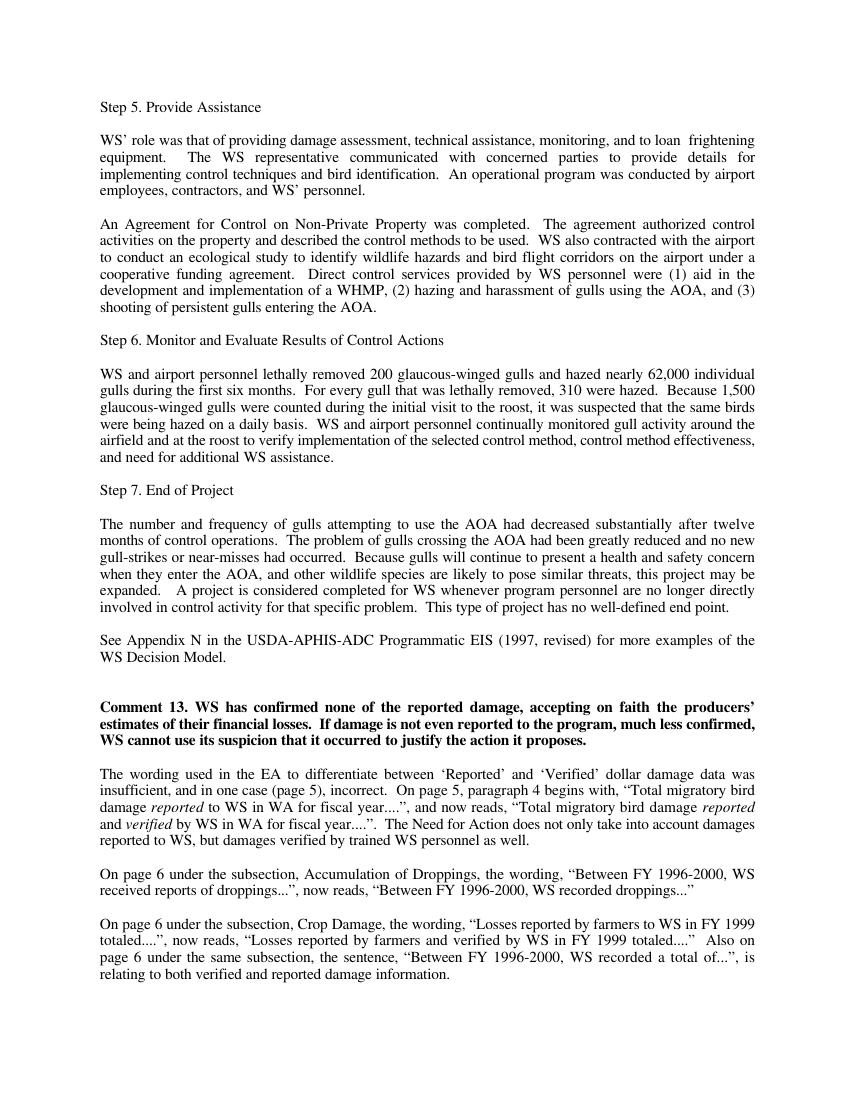 Step 5. Provide Assistance
WS’ role was that of providing damage assessment, technical assistance, monitoring, and to loan frightening
equipment. The WS representative communicated with concerned parties to provide details for
implementing control techniques and bird identification. An operational program was conducted by airport
employees, contractors, and WS’ personnel.
An Agreement for Control on Non-Private Property was completed. The agreement authorized control
activities on the property and described the control methods to be used. WS also contracted with the airport
to conduct an ecological study to identify wildlife hazards and bird flight corridors on the airport under a
cooperative funding agreement. Direct control services provided by WS personnel were (1) aid in the
development and implementation of a WHMP, (2) hazing and harassment of gulls using the AOA, and (3)
shooting of persistent gulls entering the AOA.
Step 6. Monitor and Evaluate Results of Control Actions
WS and airport personnel lethally removed 200 glaucous-winged gulls and hazed nearly 62,000 individual
gulls during the first six months. For every gull that was lethally removed, 310 were hazed. Because 1,500
glaucous-winged gulls were counted during the initial visit to the roost, it was suspected that the same birds
were being hazed on a daily basis. WS and airport personnel continually monitored gull activity around the
airfield and at the roost to verify implementation of the selected control method, control method effectiveness,
and need for additional WS assistance.
Step 7. End of Project
The number and frequency of gulls attempting to use the AOA had decreased substantially after twelve
months of control operations. The problem of gulls crossing the AOA had been greatly reduced and no new
gull-strikes or near-misses had occurred. Because gulls will continue to present a health and safety concern
when they enter the AOA, and other wildlife species are likely to pose similar threats, this project may be
expanded. A project is considered completed for WS whenever program personnel are no longer directly
involved in control activity for that specific problem. This type of project has no well-defined end point.
See Appendix N in the USDA-APHIS-ADC Programmatic EIS (1997, revised) for more examples of the
WS Decision Model.
Comment 13. WS has confirmed none of the reported damage, accepting on faith the producers’
estimates of their financial losses. If damage is not even reported to the program, much less confirmed,
WS cannot use its suspicion that it occurred to justify the action it proposes.
The wording used in the EA to differentiate between ‘Reported’ and ‘Verified’ dollar damage data was
insufficient, and in one case (page 5), incorrect. On page 5, paragraph 4 begins with, “Total migratory bird
damage reported to WS in WA for fiscal year....”, and now reads, “Total migratory bird damage reported
and verified by WS in WA for fiscal year....”. The Need for Action does not only take into account damages
reported to WS, but damages verified by trained WS personnel as well.
On page 6 under the subsection, Accumulation of Droppings, the wording, “Between FY 1996-2000, WS
received reports of droppings...”, now reads, “Between FY 1996-2000, WS recorded droppings...”
On page 6 under the subsection, Crop Damage, the wording, “Losses reported by farmers to WS in FY 1999
totaled....”, now reads, “Losses reported by farmers and verified by WS in FY 1999 totaled....” Also on
page 6 under the same subsection, the sentence, “Between FY 1996-2000, WS recorded a total of...”, is
relating to both verified and reported damage information.